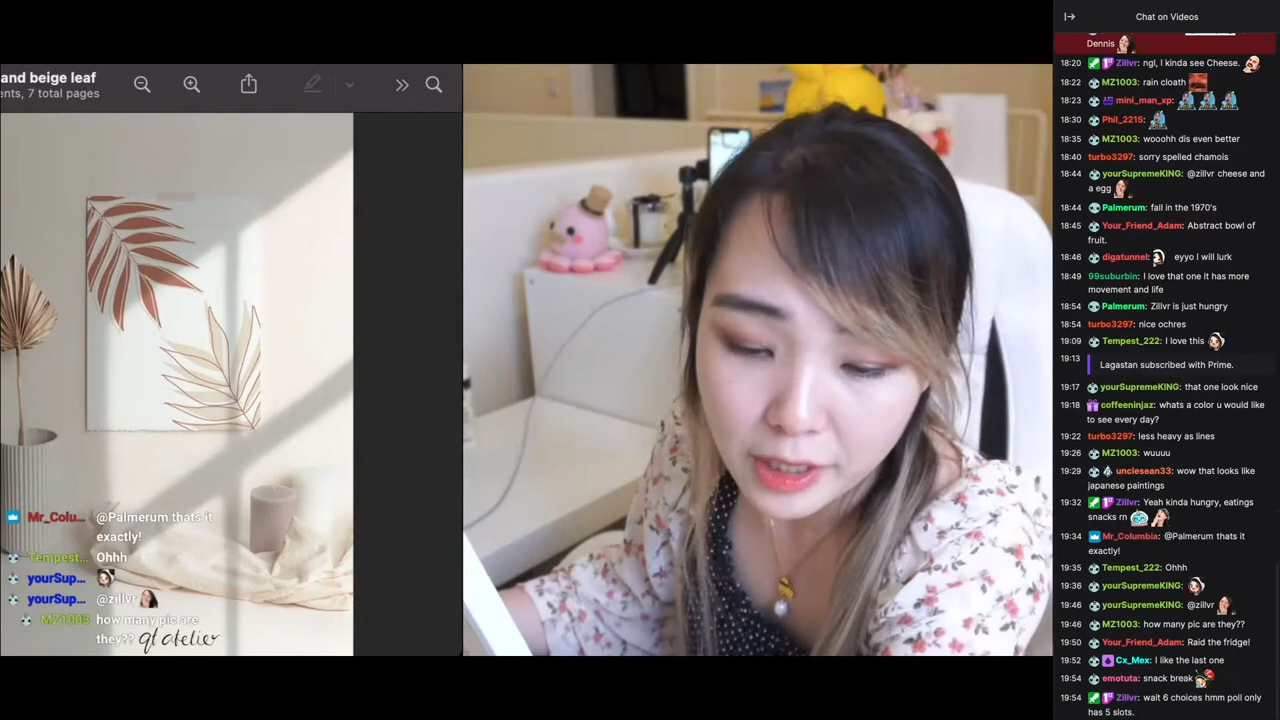 and beige leaf
ents, 7 total pages
Mr_Colu... @Palmerum thats it
exactly!
Tempest... Ohhh
yourSup...
yourSup... @zillvr
MZ1003 how many pic are
they??
qt atelier
Chat on Videos
Dennis
18:20 Zillvr: ngl, I kinda see Cheese.
18:22 MZ1003: rain cloath
18:23 mini_man_xp:
18:30 Phil_2215:
18:35 MZ1003: wooohh dis even better
18:40 turbo3297: sorry spelled chamois
18:44 yourSupremeKING: @zillvr cheese and
a egg
18:44 Palmerum: fall in the 1970's
18:45 Your_Friend_Adam: Abstract bowl of
fruit.
18:46 digatunnel: eyyo I will lurk
18:49 99suburbin: I love that one it has more
movement and life
18:54 Palmerum: Zillvr is just hungry
18:54 turbo3297: nice ochres
19:09 Tempest_222: I love this
19:13
Lagastan subscribed with Prime.
19:17 yourSupremeKING: that one look nice
19:18 coffeeninjaz: whats a color u would like
to see every day?
19:22 turbo3297: less heavy as lines
19:26 MZ1003: wuuuu
19:29 unclesean33: wow that looks like
japanese paintings
19:32 Zillvr: Yeah kinda hungry, eatings
snacks rn
19:34 Mr_Columbia: @Palmerum thats it
exactly!
19:35 Tempest_222: Ohhh
19:36 yourSupremeKING:
19:46 yourSupremeKING: @zillvr
19:46 MZ1003: how many pic are they??
19:50 Your_Friend_Adam: Raid the fridge!
19:52 Cx_Mex: I like the last one
19:54 emotuta: snack break
19:54 Zillvr: wait 6 choices hmm poll only
has 5 slots.